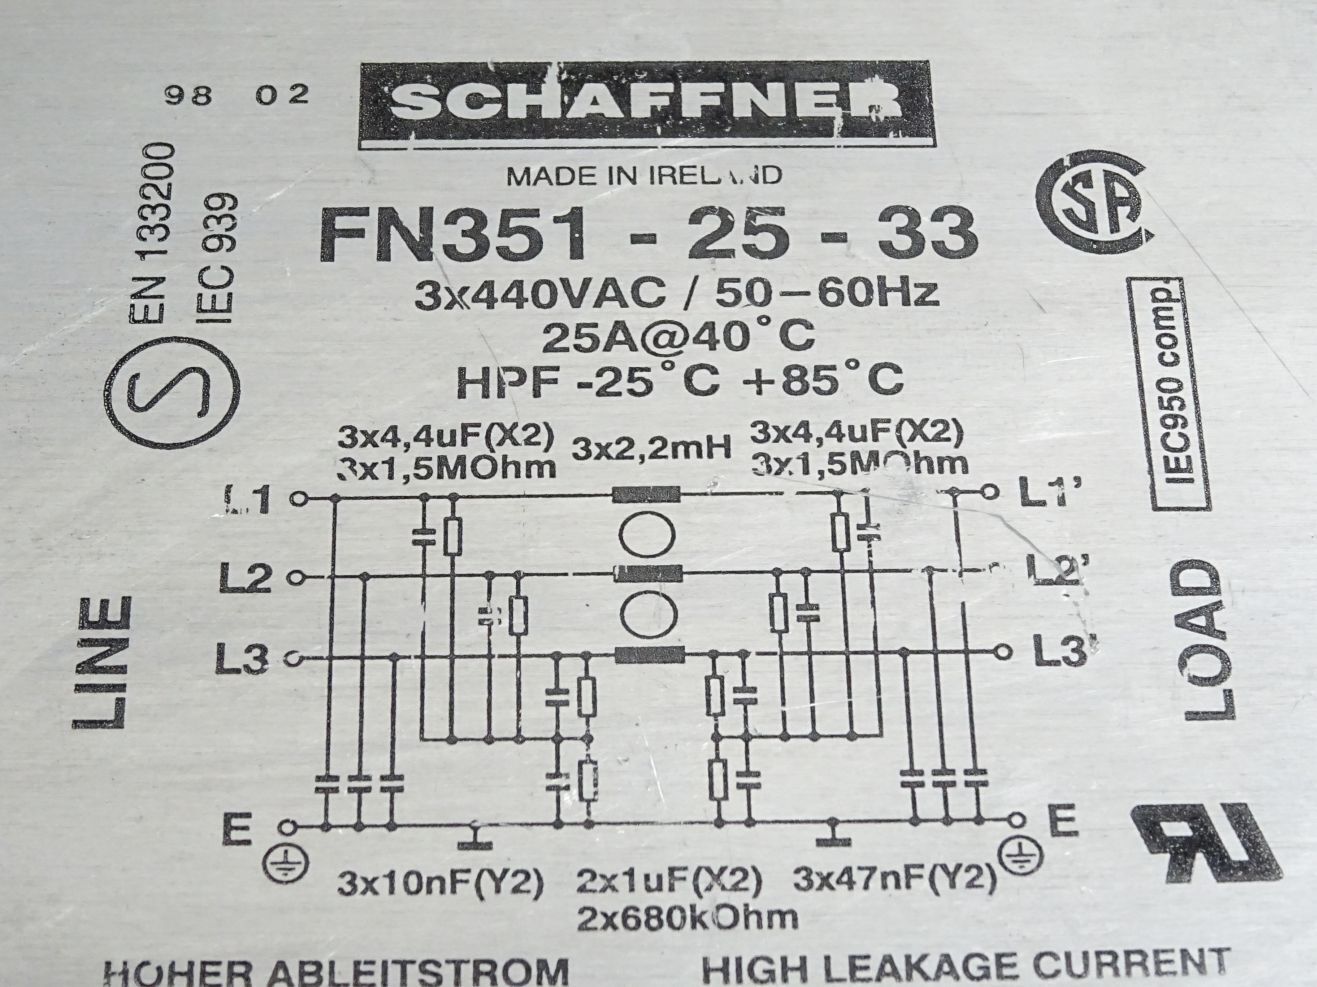 98 02
SCHAFFNER
MADE IN IRELAND
EN 133200
IEC 939
S
FN351 - 25 - 33
CSA
3x440VAC / 50-60Hz
25A@40°C
HPF -25°C +85°C
IEC950 comp.
3x4,4uF(X2) 3x2,2mH 3x4,4uF(X2)
3x1,5MOhm 3x1,5MOhm
L1 L1'
L2 L2'
L3 L3'
LINE
LOAD
E E
3x10nF(Y2) 2x1uF(X2) 3x47nF(Y2)
2x680kOhm
RU
HOHER ABLEITSTROM HIGH LEAKAGE CURRENT